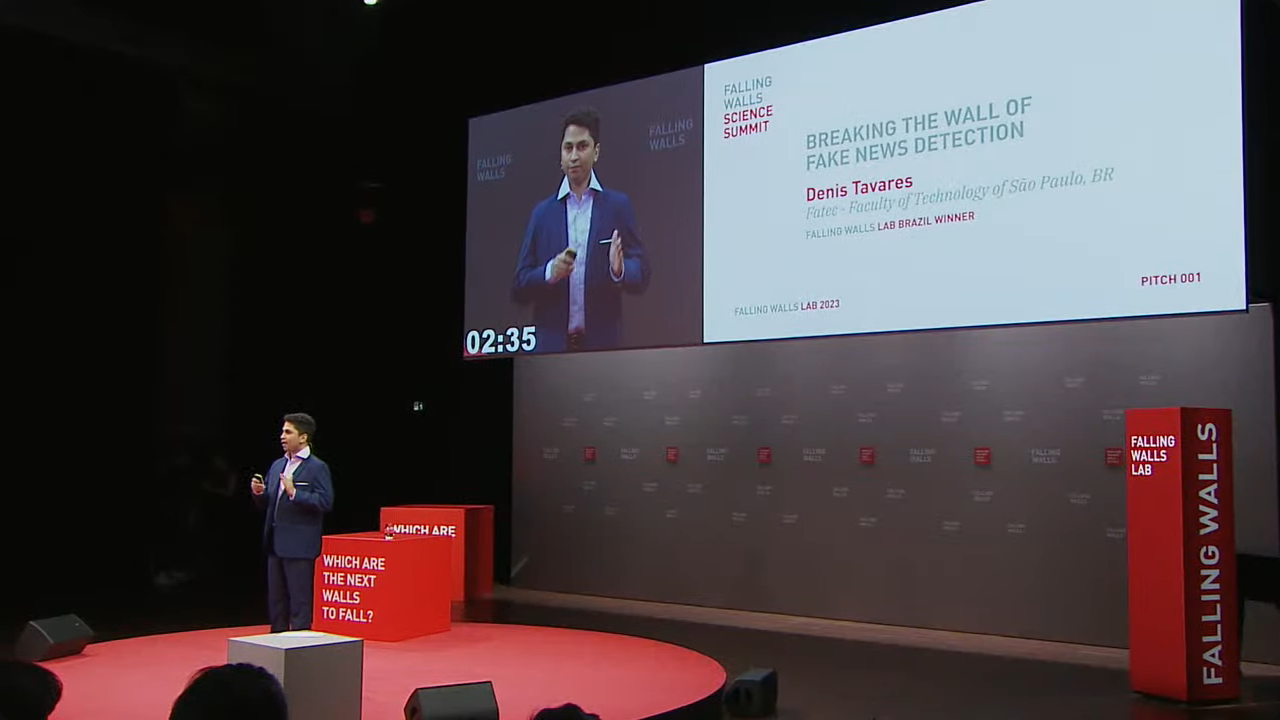 FALLING
WALLS
FALLING
WALLS
02:35
FALLING
WALLS
SCIENCE
SUMMIT
BREAKING THE WALL OF
FAKE NEWS DETECTION
Denis Tavares
Fatec - Faculty of Technology of São Paulo, BR
FALLING WALLS LAB BRAZIL WINNER
PITCH 001
FALLING WALLS LAB 2023
WHICH ARE
WHICH ARE
THE NEXT
WALLS
TO FALL?
FALLING
WALLS
LAB
FALLING WALLS